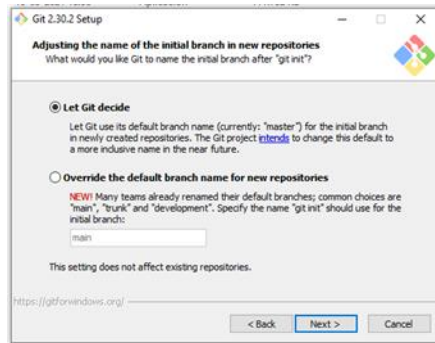 Git 2.30.2 Setup
Adjusting the name of the initial branch in new repositories
What would you like Git to name the initial branch after "git init"?
Let Git decide
Let Git use its default branch name (currently: "master") for the initial branch
in newly created repositories. The Git project intends to change this default to
a more inclusive name in the near future.
Override the default branch name for new repositories
NEW! Many teams already renamed their default branches; common choices are
"main", "trunk" and "development". Specify the name "git init" should use for the
initial branch:
main
This setting does not affect existing repositories.
https://gitforwindows.org/
< Back
Next >
Cancel